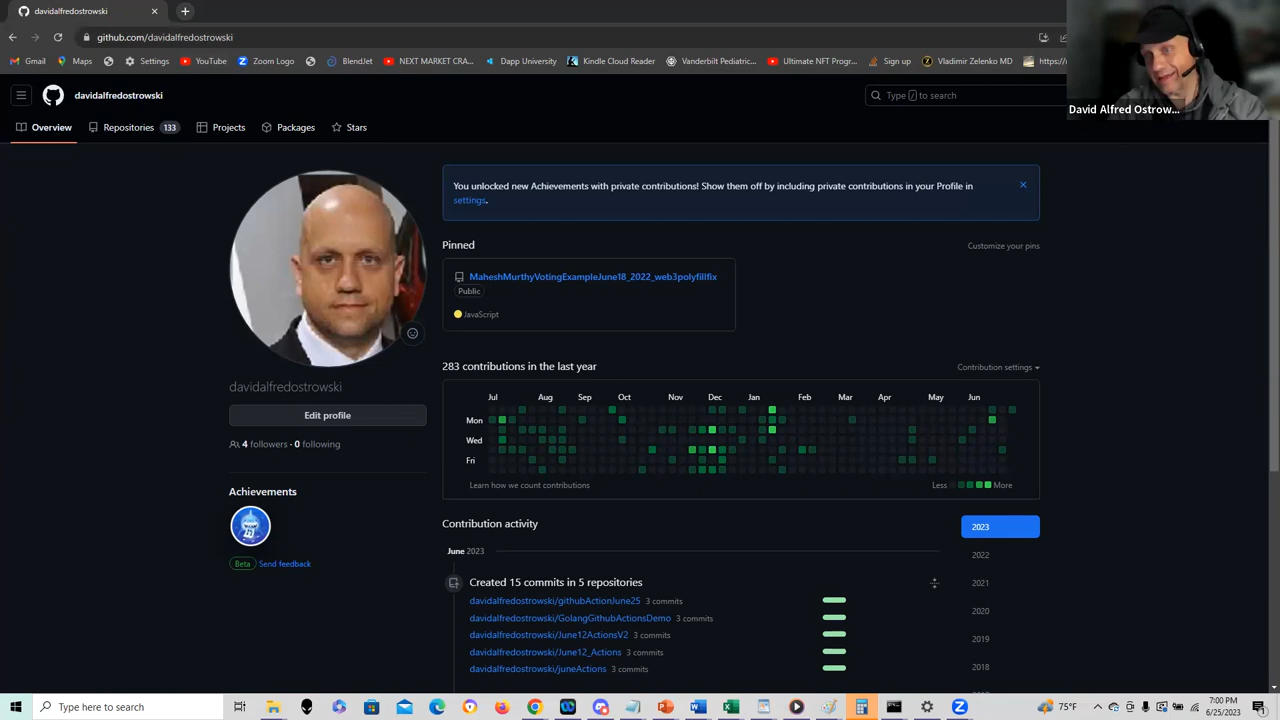 davidalfredostrowski
github.com/davidalfredostrowski
Gmail Maps Settings YouTube Zoom Logo BlendJet NEXT MARKET CRA... Dapp University Kindle Cloud Reader Vanderbilt Pediatric... Ultimate NFT Progr... Sign up Vladimir Zelenko MD
davidalfredostrowski
Type / to search
David Alfred Ostrow...
Overview Repositories 133 Projects Packages Stars
You unlocked new Achievements with private contributions! Show them off by including private contributions in your Profile in
settings.
Pinned
Customize your pins
MaheshMurthyVotingExampleJune18_2022_web3polyfillfix
Public
JavaScript
283 contributions in the last year
Contribution settings
Jul Aug Sep Oct Nov Dec Jan Feb Mar Apr May Jun
Mon
Wed
Fri
Learn how we count contributions
Less More
davidalfredostrowski
Edit profile
4 followers · 0 following
Achievements
Beta Send feedback
Contribution activity
2023
2022
2021
2020
2019
2018
June 2023
Created 15 commits in 5 repositories
davidalfredostrowski/githubActionJune25 3 commits
davidalfredostrowski/GolangGithubActionsDemo 3 commits
davidalfredostrowski/June12ActionsV2 3 commits
davidalfredostrowski/June12_Actions 3 commits
davidalfredostrowski/juneActions 3 commits
Type here to search
75°F
7:00 PM
6/25/2023